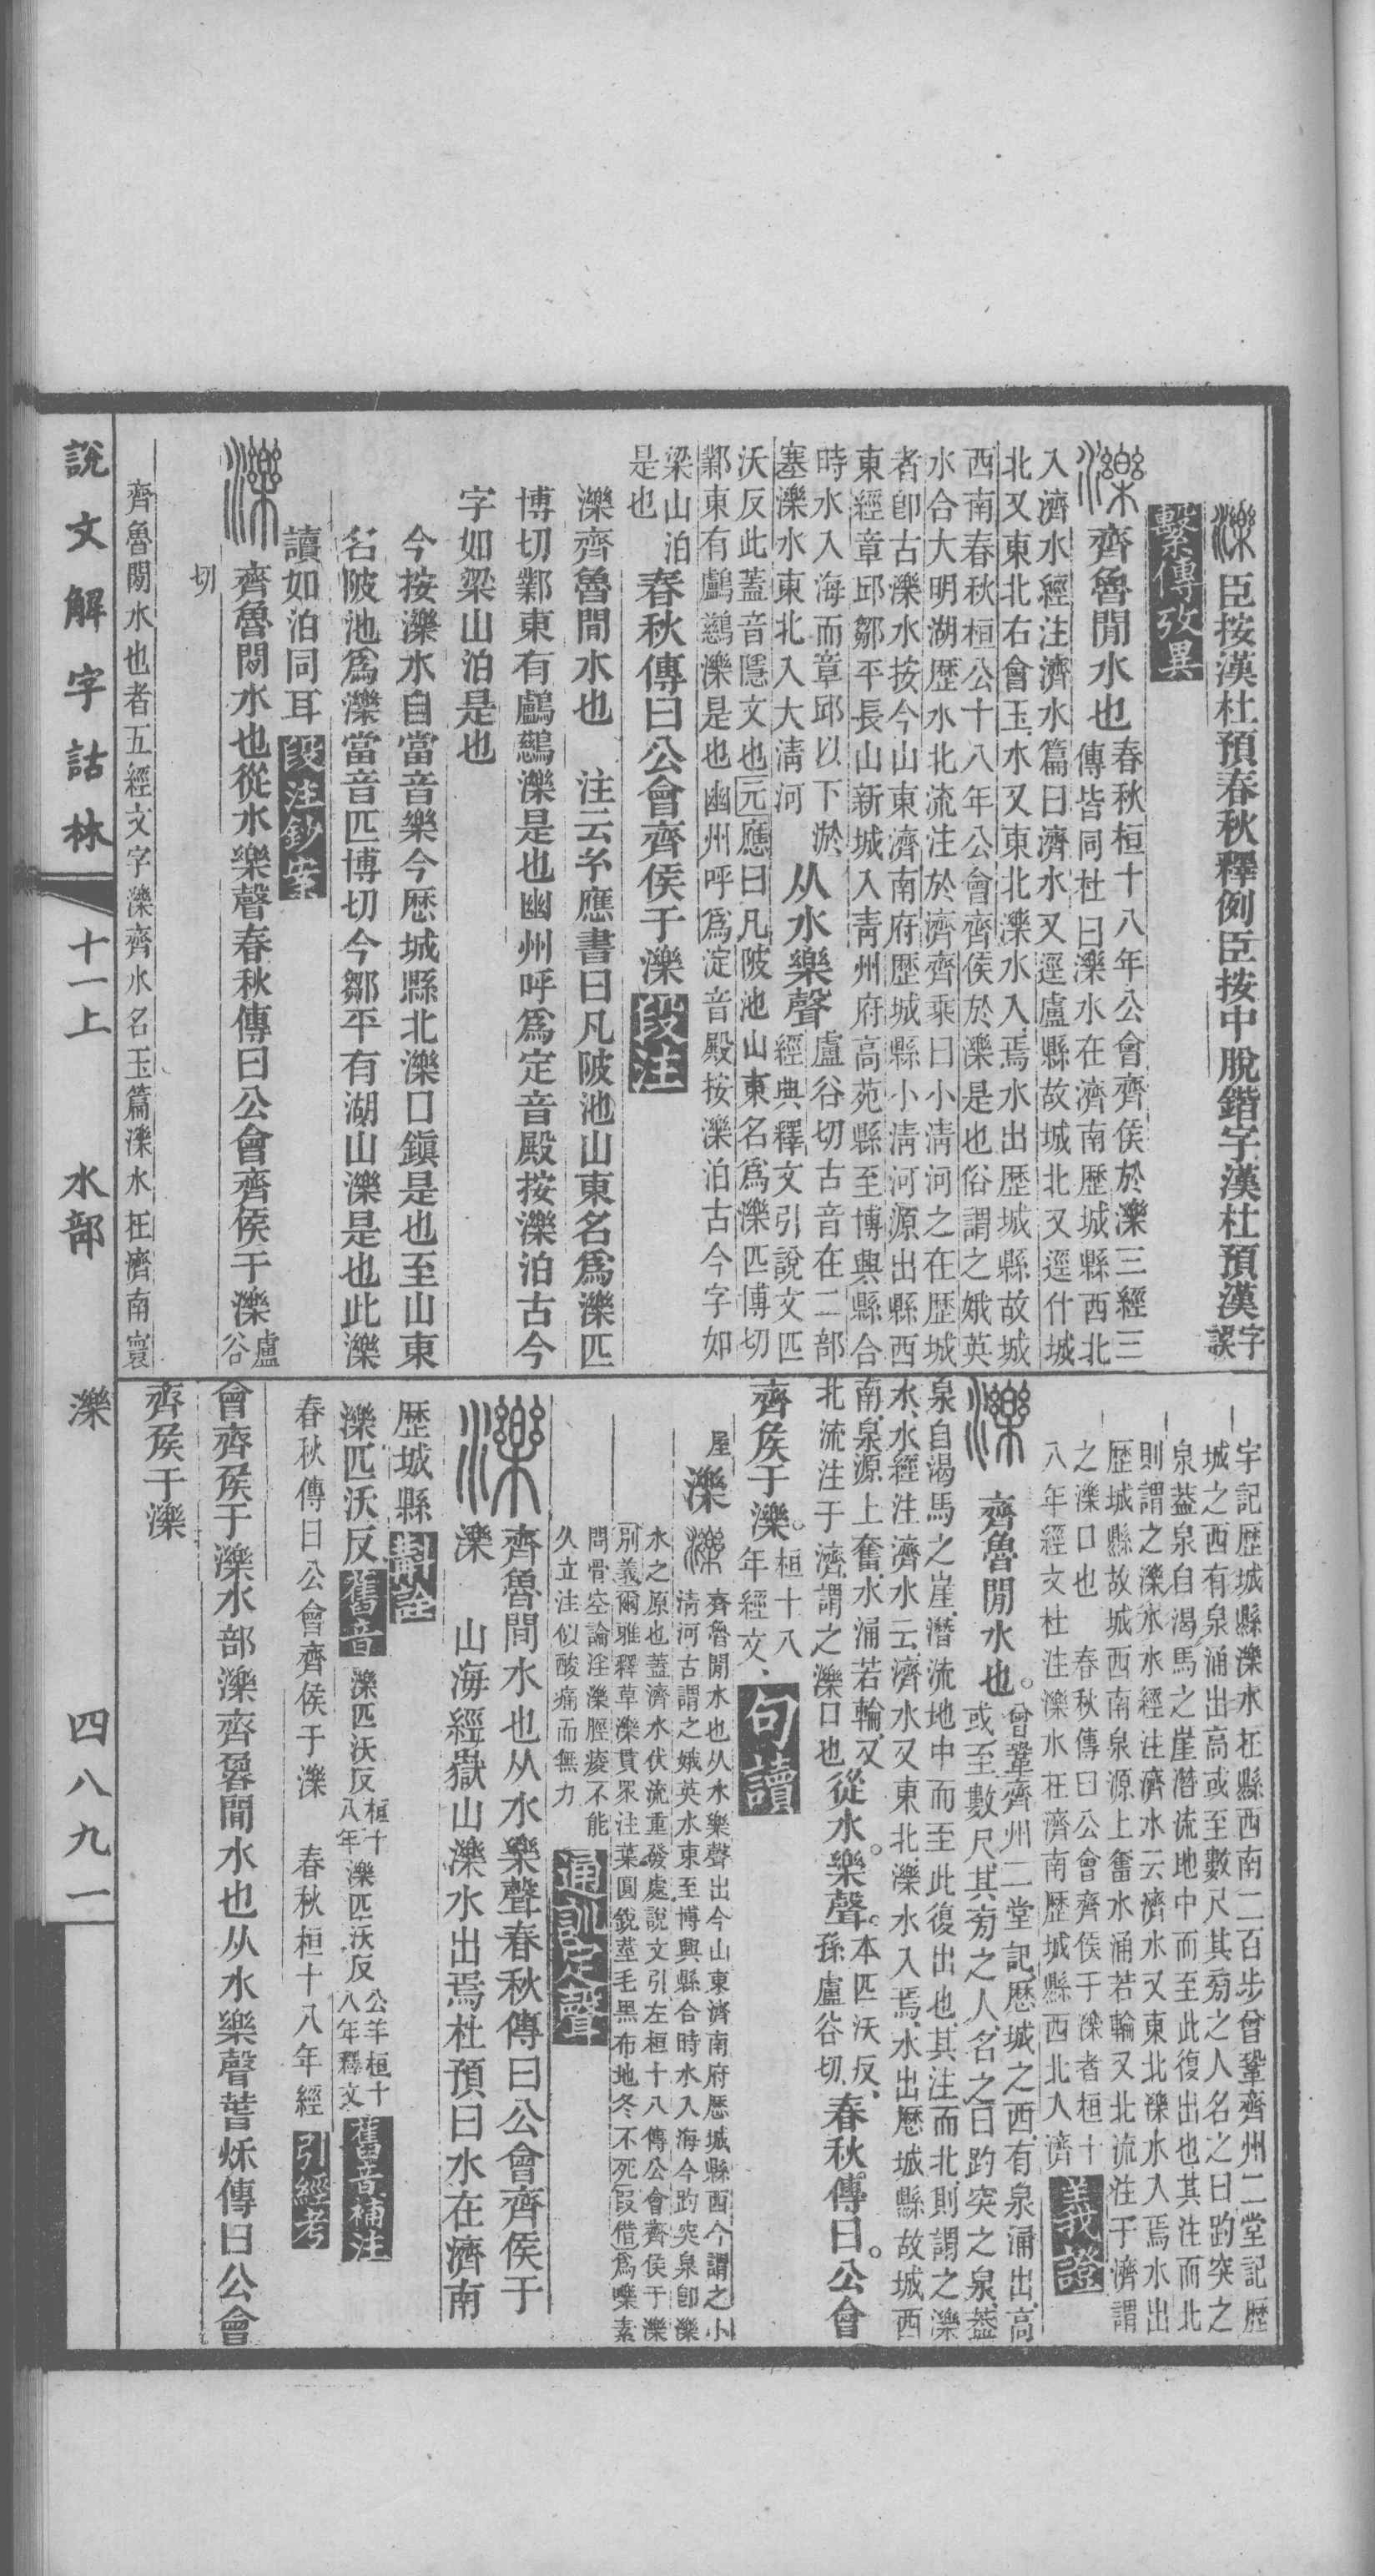 濼臣按漢杜預春秋釋例臣按中脫鍇字漢杜預漢字誤
繫傳攷異
濼齊魯閒水也春秋桓十八年公會齊侯於濼三經三
傳皆同杜曰濼水在濟南歷城縣西北
入濟水經注濟水篇曰濟水又逕盧縣故城北又逕什城
北又東北右會玉水又東北濼水入焉水出歷城縣故城
西南春秋桓公十八年公會齊侯於濼是也俗謂之娥英
水合大明湖歷水北流注於濟齊乘曰小淸河之在歷城
者卽古濼水按今山東濟南府歷城縣小淸河源出縣西
東經章邱鄒平長山新城入靑州府高苑縣至博興縣合
時水入海而章邱以下淤
塞濼水東北入大淸河从水樂聲盧谷切古音在二部
經典釋文引說文匹
沃反此蓋音隱文也元應曰凡陂池山東名爲濼匹博切
鄴東有鸕鶿濼是也幽州呼爲淀音殿按濼泊古今字如
梁山泊
是也春秋傳曰公會齊侯于濼段注
濼齊魯閒水也 注云玄應書曰凡陂池山東名爲濼匹
博切鄴東有鸕鶿濼是也幽州呼爲定音殿按濼泊古今
字如梁山泊是也
今按濼水自當音樂今歷城縣北濼口鎭是也至山東
名陂池爲濼當音匹博切今鄒平有湖山濼是也此濼
讀如泊同耳段注鈔案
濼齊魯閒水也從水樂聲春秋傳曰公會齊侯于濼盧谷
切
齊魯閒水也者五經文字濼齊水名玉篇濼水在濟南寰
宇記歷城縣濼水在縣西南二百步曾鞏齊州二堂記歷
城之西有泉涌出高或至數尺其旁之人名之曰趵突之
泉葢泉自渴馬之崖潛流地中而至此復出也其注而北
則謂之濼水水經注濟水云濟水又東北濼水入焉水出
歷城縣故城西南泉源上奮水涌若輪又北流注于濟謂
之濼口也 春秋傳曰公會齊侯于濼者桓十
八年經文杜注濼水在濟南歷城縣西北入濟義證
濼齊魯閒水也。曾鞏齊州二堂記、歷城之西、有泉涌出、高
或至數尺、其旁之人、名之曰趵突之泉、葢
泉自渴馬之崖、潛流地中而至此復出也、其注而北、則謂之濼
水、水經注濟水云、濟水又東北、濼水入焉、水出歷城縣故城西
南、泉源上奮、水涌若輪、又
北流注于濟、謂之濼口也從水。樂聲。本匹沃反、
孫盧谷切、春秋傳曰。公會
齊侯于濼。桓十八
年經文、句讀
屋濼濼齊魯閒水也从水樂聲出今山東濟南府歷城縣西今謂之小
淸河古謂之娥英水東至博興縣合時水入海今趵突泉卽濼
水之原也蓋濟水伏流重發處說文引左桓十八傳公會齊侯于濼
別義爾雅釋草濼貫眾注葉圓銳莖毛黑布地冬不死叚借爲㿖素
問骨空論淫濼脛痠不能
久立注似酸痛而無力通訓定聲
濼齊魯閒水也从水樂聲春秋傳曰公會齊侯于
濼 山海經嶽山濼水出焉杜預曰水在濟南
歷城縣斠詮
濼匹沃反舊音濼匹沃反桓十八年濼匹沃反公羊桓十八年釋文舊音補注
春秋傳曰公會齊侯于濼 春秋桓十八年經引經考
會齊矦于濼水部濼齊魯閒水也从水樂聲萅秌傳曰公會
齊矦于濼
說文解字詁林 十一上 水部 濼 四八九一